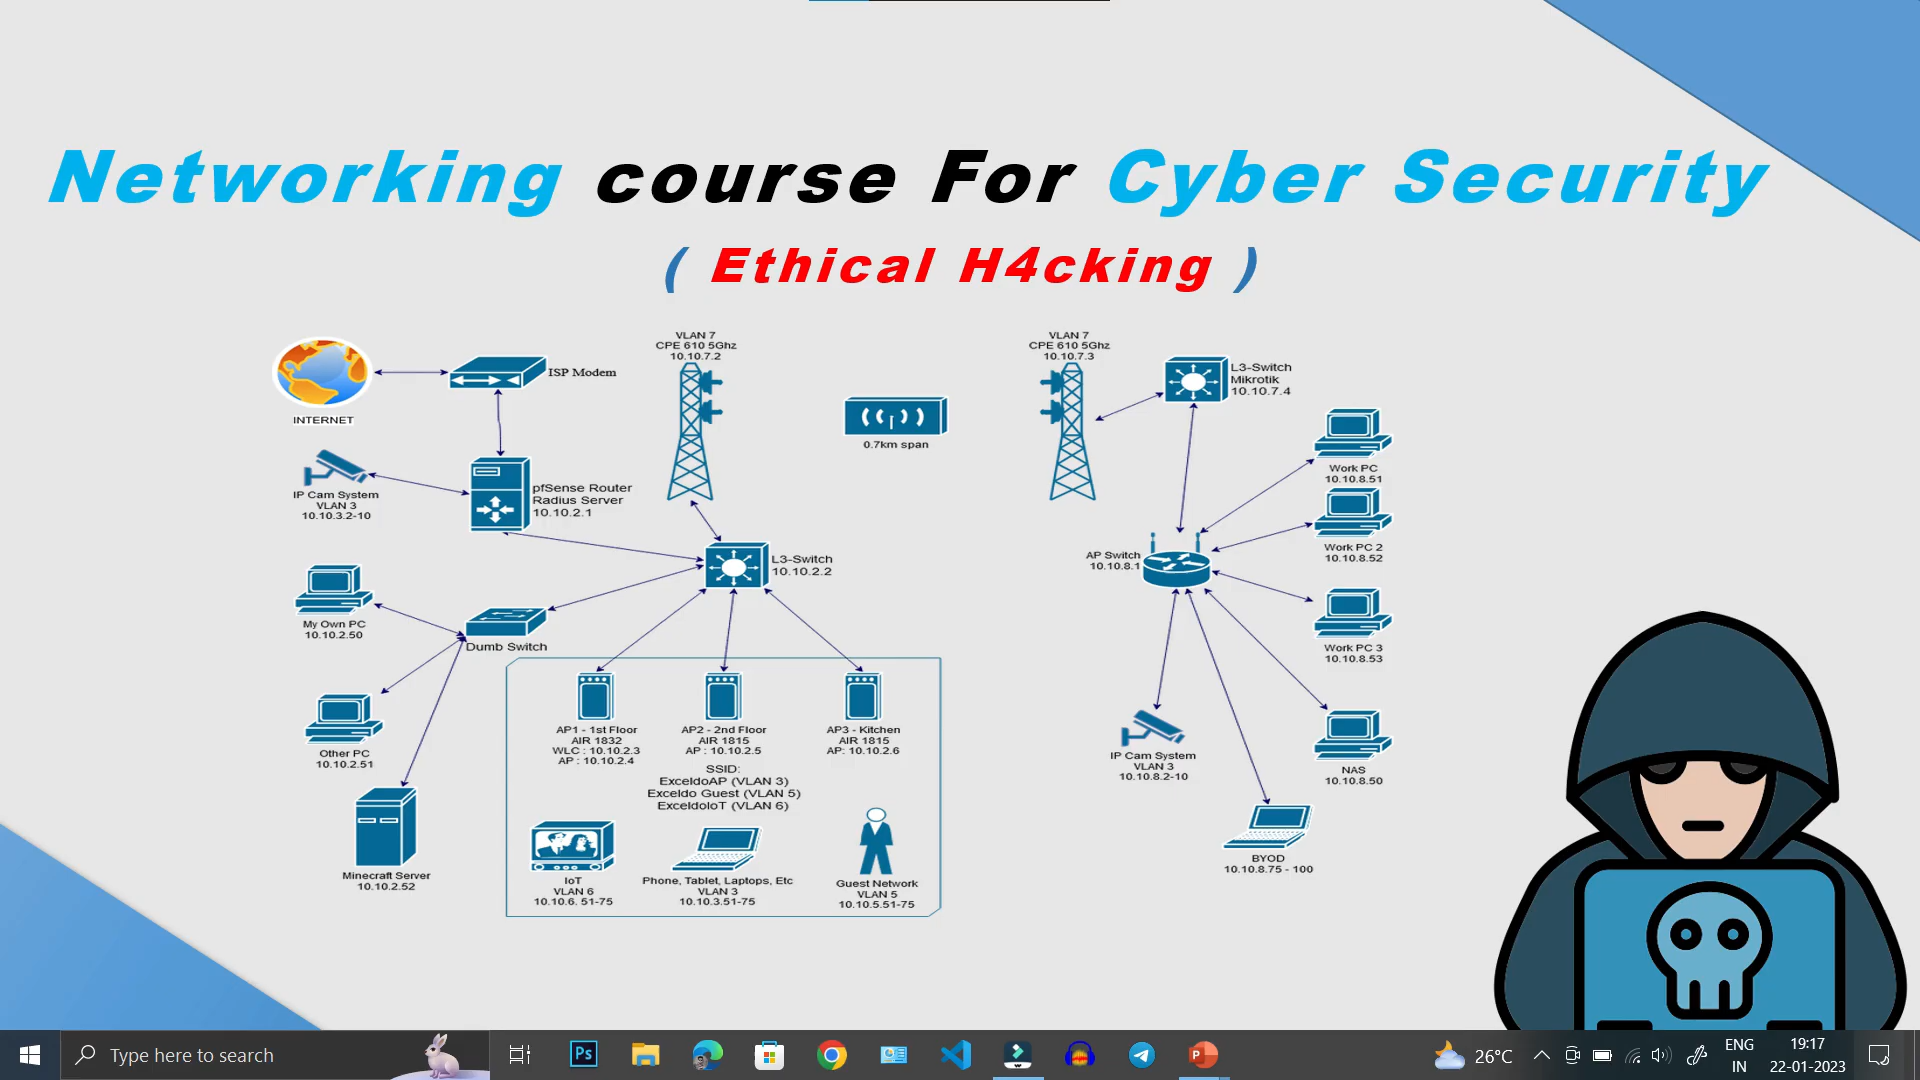 Networking course For Cyber Security
( Ethical H4cking )
VLAN 7
CPE 610 5Ghz
10.10.7.2
VLAN 7
CPE 610 5Ghz
10.10.7.3
ISP Modem
INTERNET
L3-Switch
Mikrotik
10.10.7.4
0.7km span
IP Cam System
VLAN 3
10.10.3.2-10
pfSense Router
Radius Server
10.10.2.1
Work PC
10.10.8.51
L3-Switch
10.10.2.2
AP Switch
10.10.8.1
Work PC 2
10.10.8.52
My Own PC
10.10.2.50
Dumb Switch
Work PC 3
10.10.8.53
Other PC
10.10.2.51
AP1 - 1st Floor
AIR 1832
WLC : 10.10.2.3
AP : 10.10.2.4
AP2 - 2nd Floor
AIR 1815
AP : 10.10.2.5
AP3 - Kitchen
AIR 1815
AP: 10.10.2.6
SSID:
ExceldoAP (VLAN 3)
Exceldo Guest (VLAN 5)
ExceldoIoT (VLAN 6)
IP Cam System
VLAN 3
10.10.8.2-10
NAS
10.10.8.50
Minecraft Server
10.10.2.52
IoT
VLAN 6
10.10.6. 51-75
Phone, Tablet, Laptops, Etc
VLAN 3
10.10.3.51-75
Guest Network
VLAN 5
10.10.5.51-75
BYOD
10.10.8.75 - 100
Type here to search
Ps
P
26°C
ENG
IN
19:17
22-01-2023